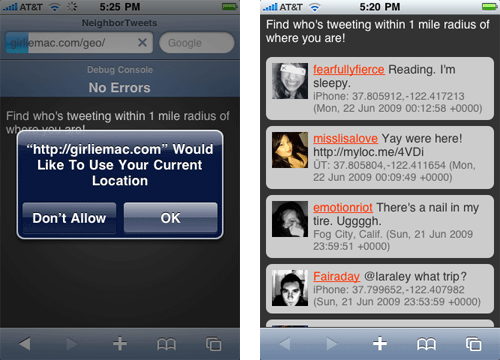 AT&T 5:25 PM
NeighborTweets
girliemac.com/geo/ Google
Debug Console
No Errors
Find who's tweeting within 1 mile radius of
where you are!
“http://girliemac.com” Would
Like To Use Your Current
Location
Don't Allow OK
AT&T 5:20 PM
Find who's tweeting within 1 mile radius of
where you are!
fearfullyfierce Reading. I'm
sleepy.
iPhone: 37.805912,-122.417213
(Mon, 22 Jun 2009 00:12:58 +0000)
misslisalove Yay were here!
http://myloc.me/4VDi
ÜT: 37.805804,-122.411654 (Mon,
22 Jun 2009 00:09:49 +0000)
emotionriot There's a nail in my
tire. Uggggh.
Fog City, Calif. (Sun, 21 Jun 2009
23:59:51 +0000)
Fairaday @laraley what trip?
iPhone: 37.799652,-122.407982
(Sun, 21 Jun 2009 23:53:59 +0000)